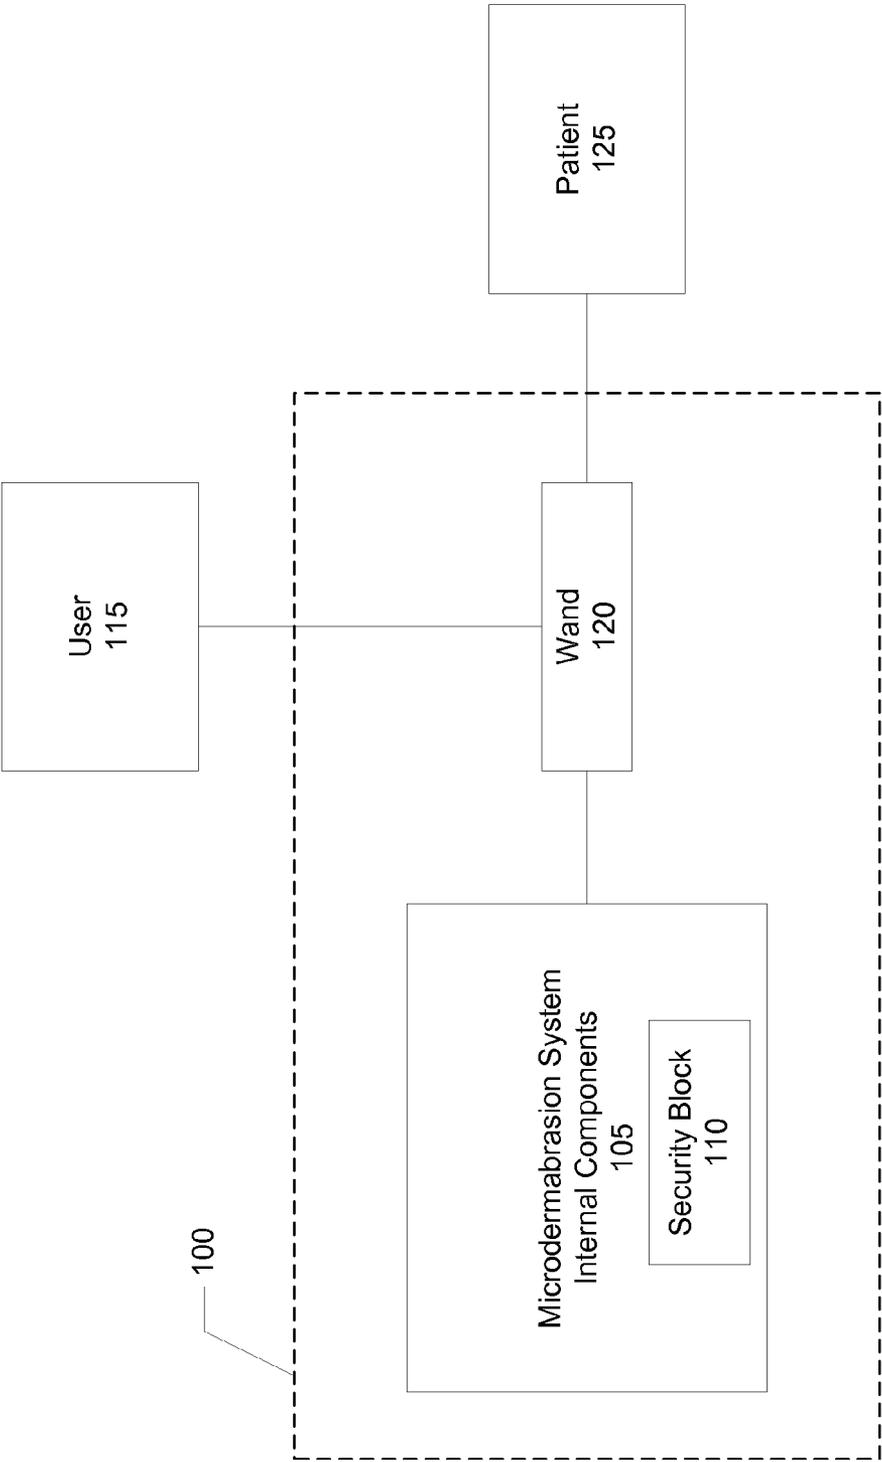 100
User
115
Microdermabrasion System
Internal Components
105
Security Block
110
Wand
120
Patient
125